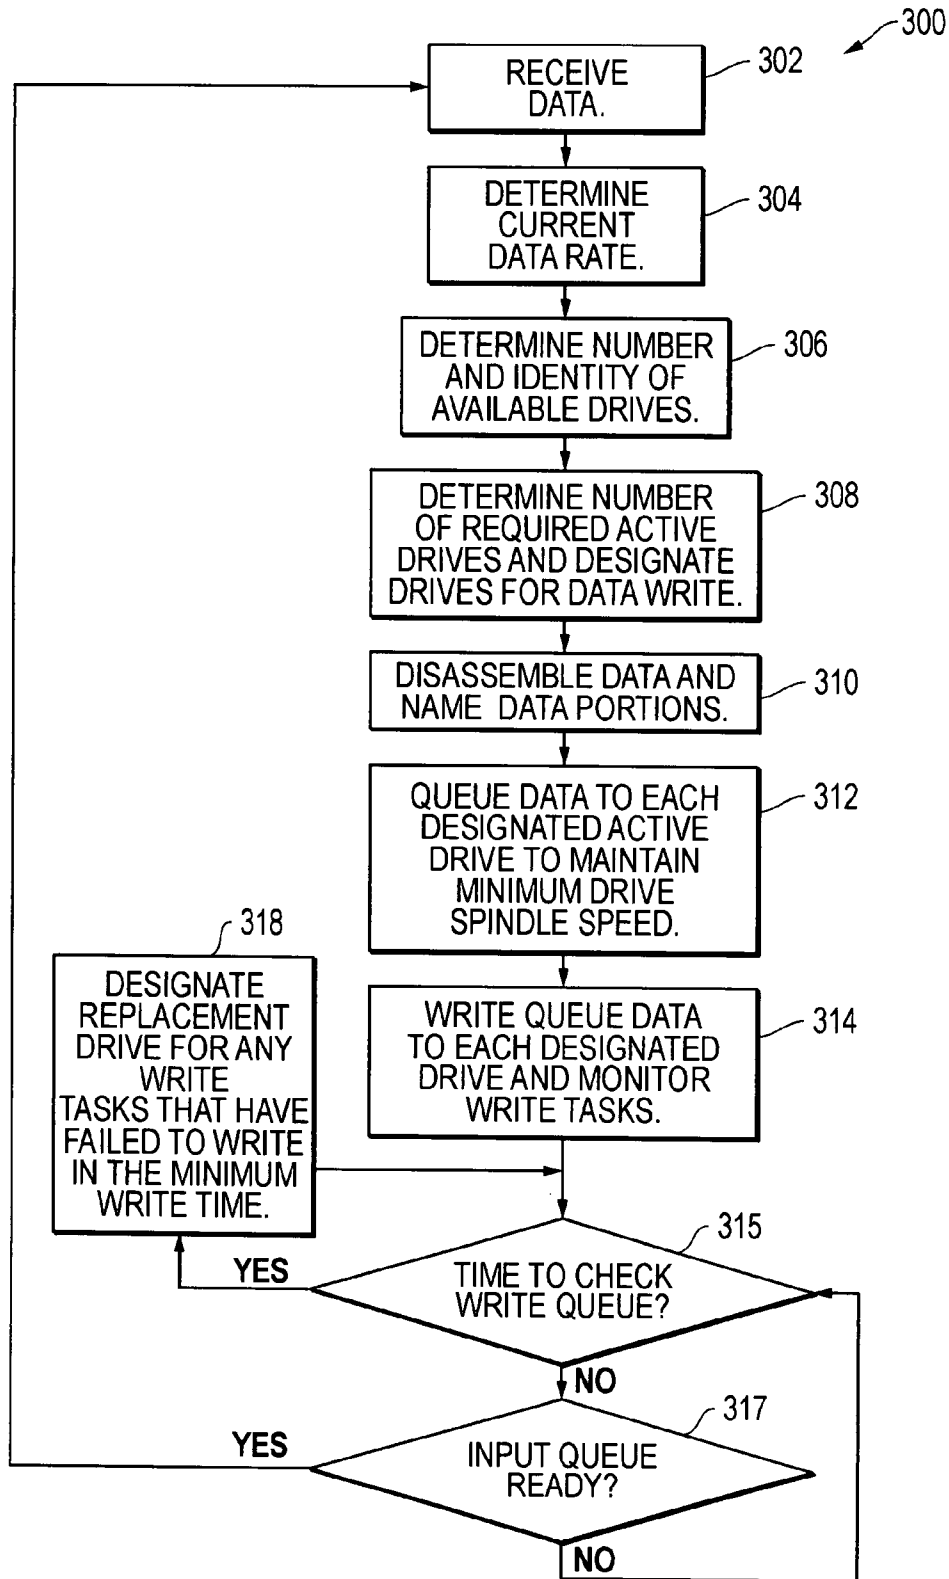 300
RECEIVE
DATA.
302
DETERMINE
CURRENT
DATA RATE.
304
DETERMINE NUMBER
AND IDENTITY OF
AVAILABLE DRIVES.
306
DETERMINE NUMBER
OF REQUIRED ACTIVE
DRIVES AND DESIGNATE
DRIVES FOR DATA WRITE.
308
DISASSEMBLE DATA AND
NAME DATA PORTIONS.
310
QUEUE DATA TO EACH
DESIGNATED ACTIVE
DRIVE TO MAINTAIN
MINIMUM DRIVE
SPINDLE SPEED.
312
WRITE QUEUE DATA
TO EACH DESIGNATED
DRIVE AND MONITOR
WRITE TASKS.
314
318
DESIGNATE
REPLACEMENT
DRIVE FOR ANY
WRITE
TASKS THAT HAVE
FAILED TO WRITE
IN THE MINIMUM
WRITE TIME.
315
TIME TO CHECK
WRITE QUEUE?
YES
NO
317
INPUT QUEUE
READY?
YES
NO